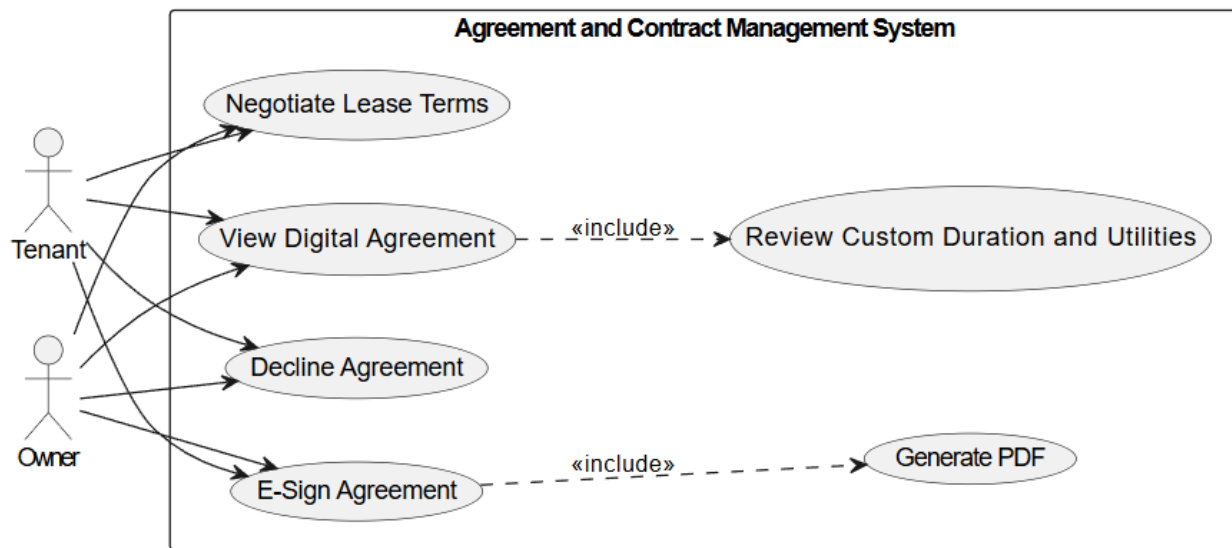 Agreement and Contract Management System
Negotiate Lease Terms
Tenant
View Digital Agreement
«include»
Review Custom Duration and Utilities
Decline Agreement
Owner
E-Sign Agreement
«include»
Generate PDF